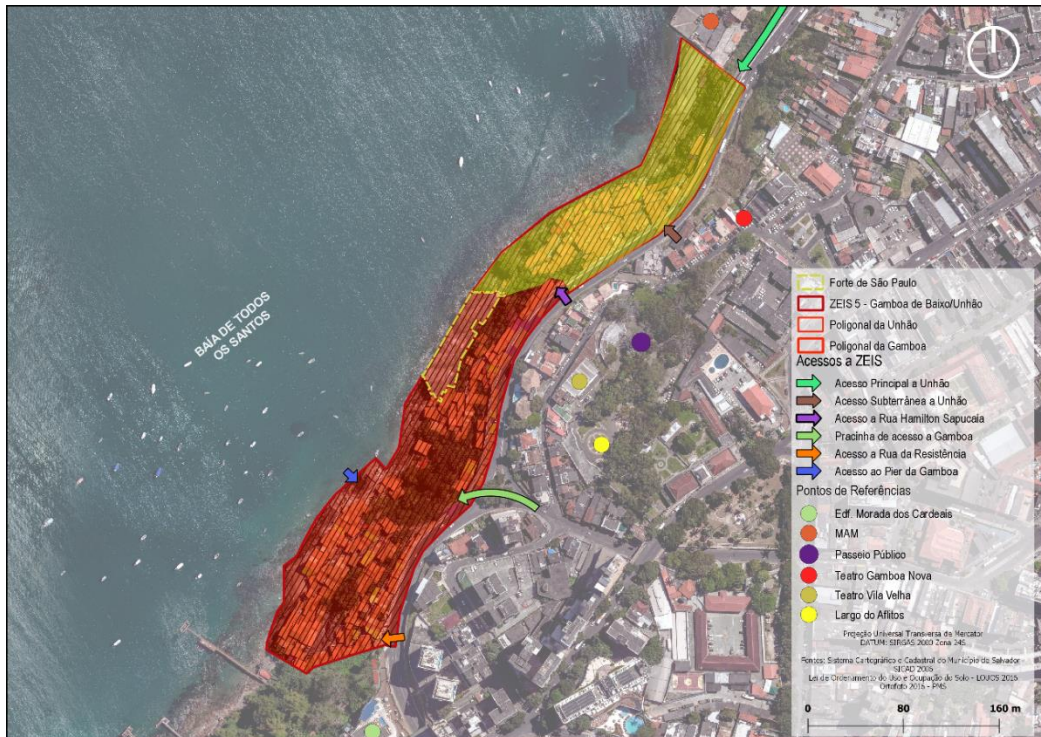 BAÍA DE TODOS
OS SANTOS
Forte de São Paulo
ZEIS 5 - Gamboa de Baixo/Unhão
Poligonal da Unhão
Poligonal da Gamboa
Acessos a ZEIS
Acesso Principal a Unhão
Acesso Subterrânea a Unhão
Acesso a Rua Hamilton Sapucaia
Pracinha de acesso a Gamboa
Acesso a Rua da Resistência
Acesso ao Pier da Gamboa
Pontos de Referências
Edf. Morada dos Cardeais
MAM
Passeio Público
Teatro Gamboa Nova
Teatro Vila Velha
Largo do Aflitos
Projeção Universal Transversa de Mercator
DATUM: SIRGAS 2000 Zona 24S
Fontes: Sistema Cartográfico e Cadastral do Município de Salvador -
SICAD 2006
Lei de Ordenamento do Uso e Ocupação do Solo - LOUOS 2016
Ortofoto 2016 - PMS
0 80 160 m